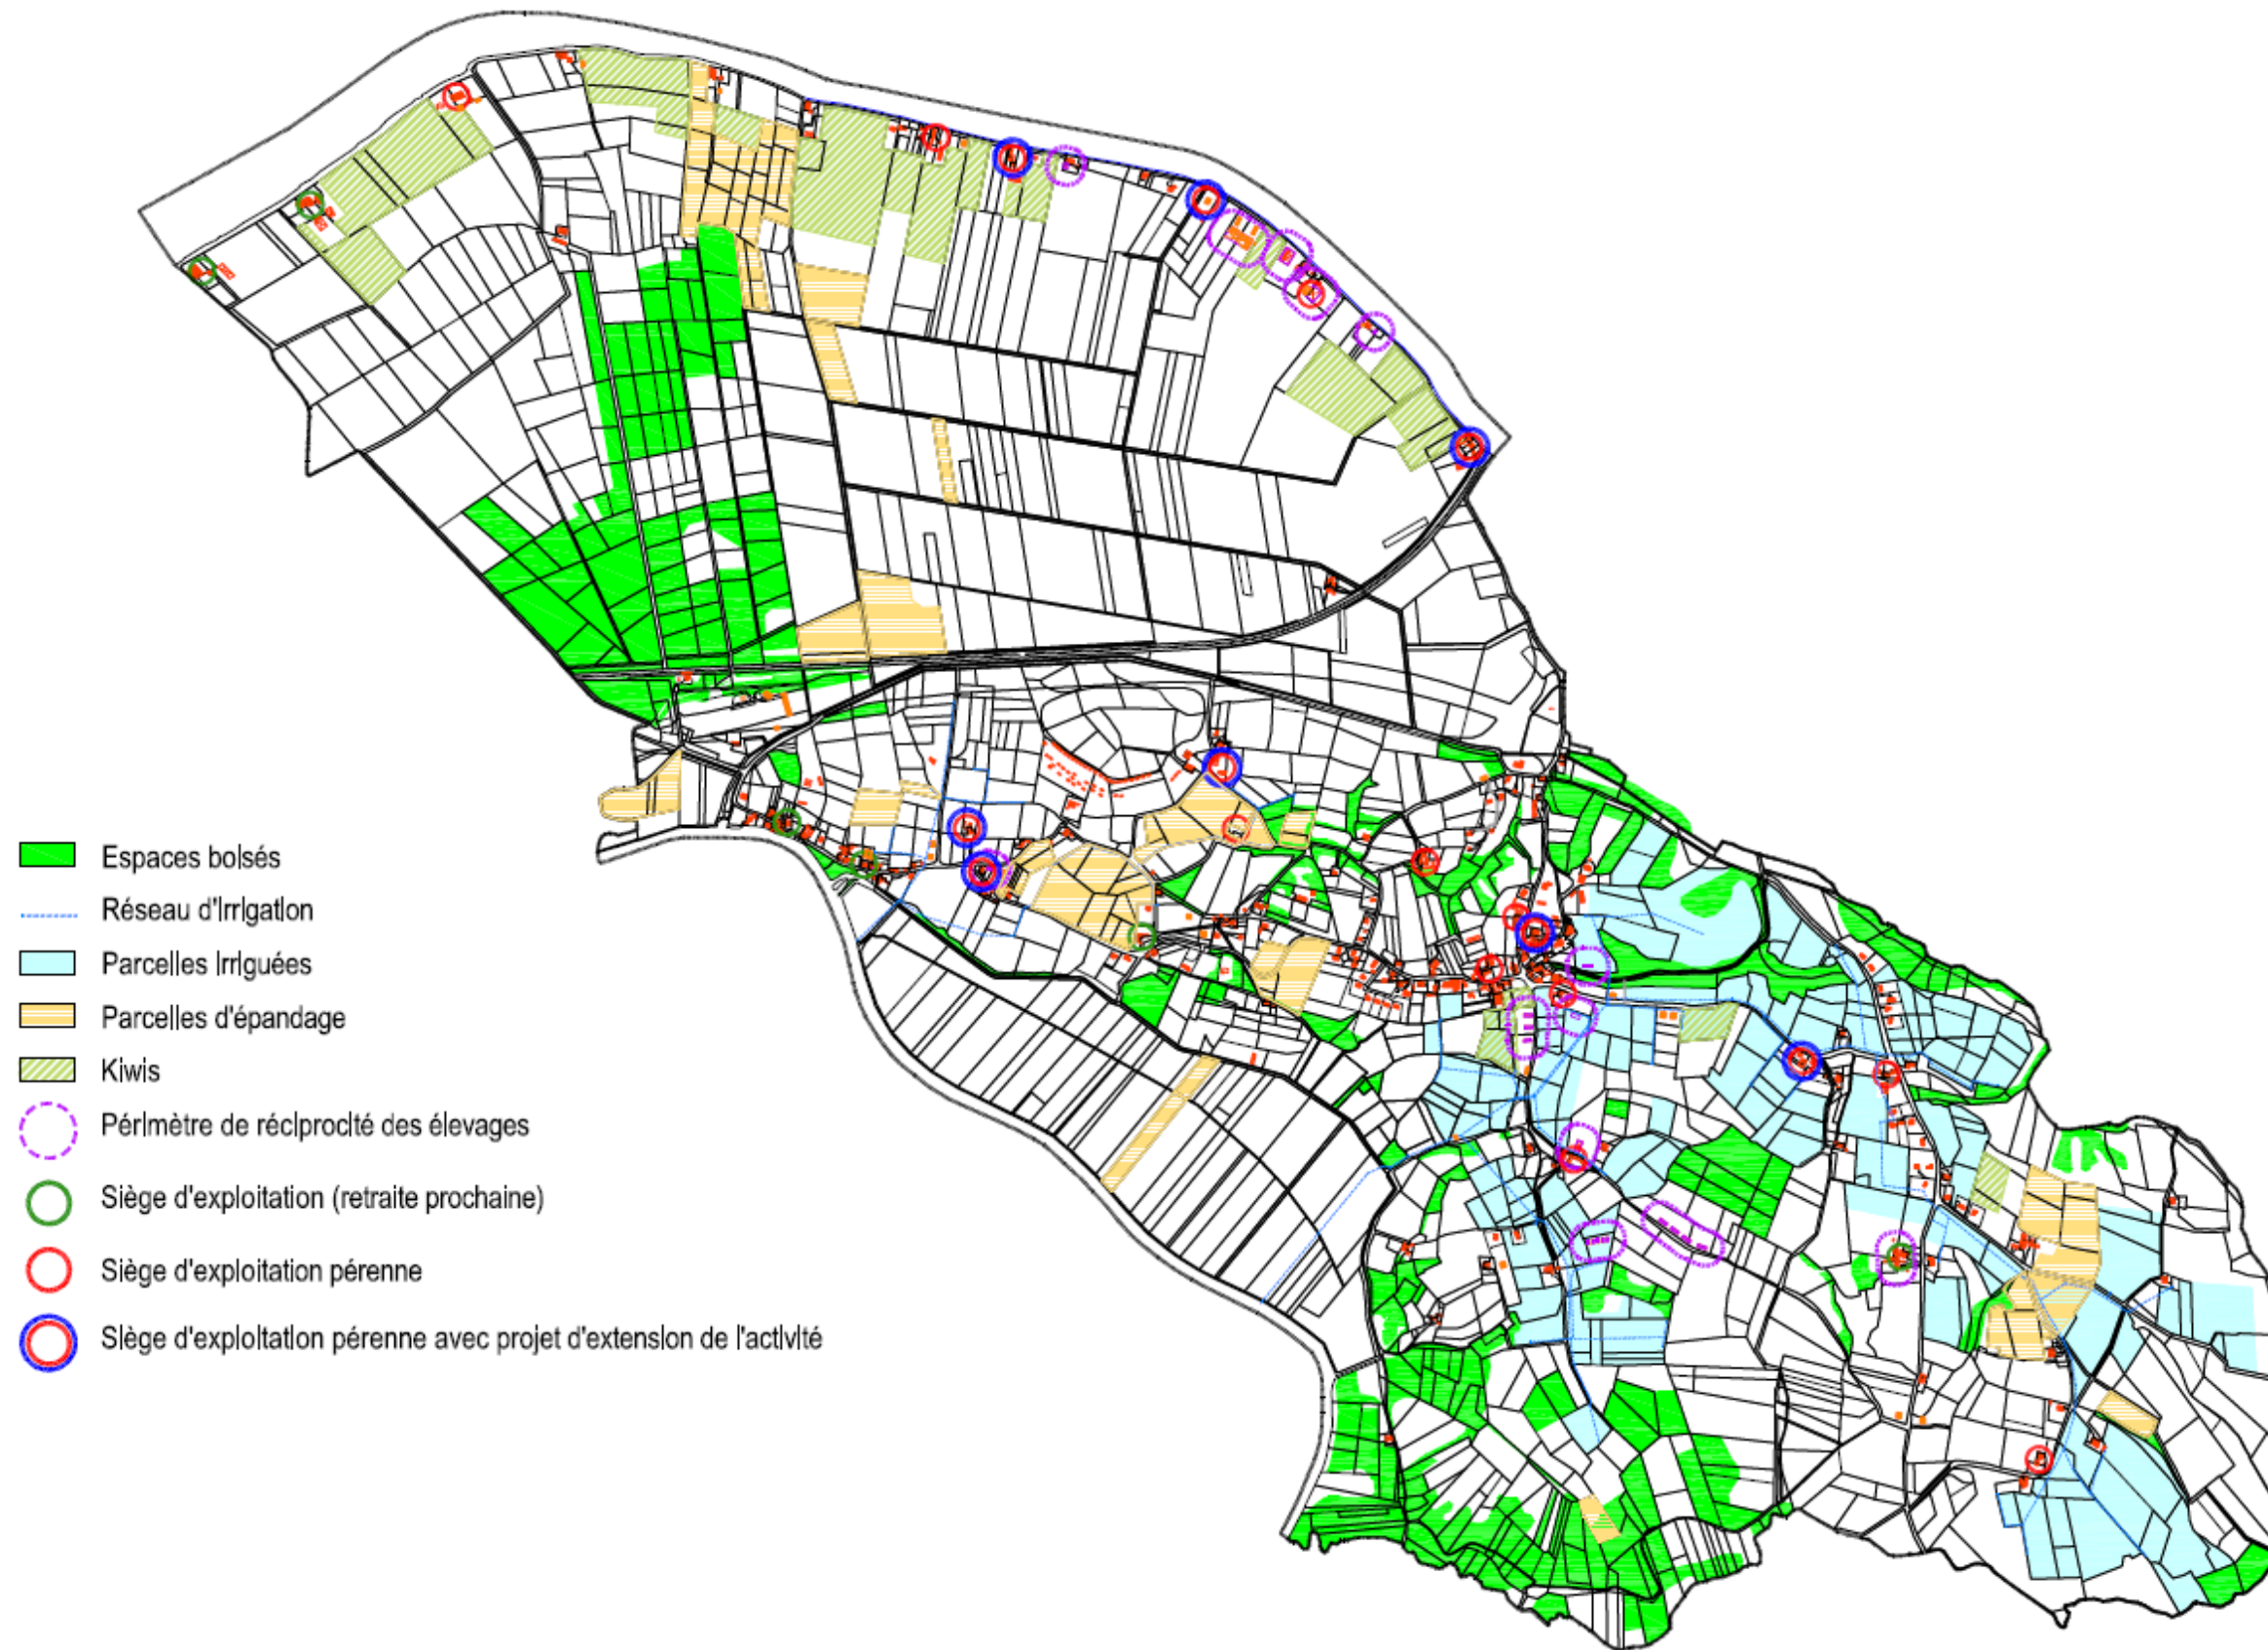 Espaces boisés
Réseau d'irrigation
Parcelles irriguées
Parcelles d'épandage
Kiwis
Périmètre de réciprocité des élevages
Siège d'exploitation (retraite prochaine)
Siège d'exploitation pérenne
Siège d'exploitation pérenne avec projet d'extension de l'activité